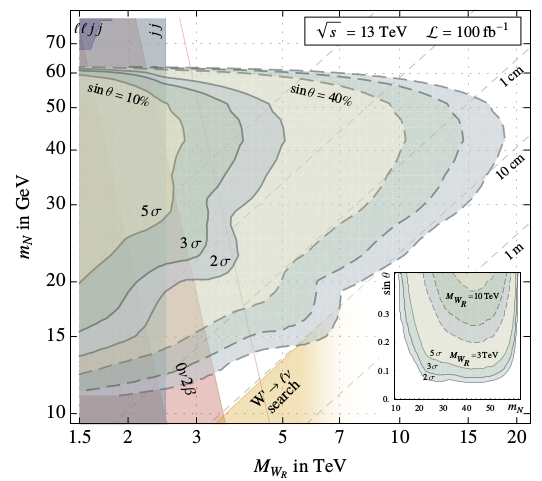 √s = 13 TeV   ℒ = 100 fb⁻¹
ℓℓjj
jj
sinθ = 10%
sinθ = 40%
1 cm
10 cm
1 m
5σ
3σ
2σ
0ν2β
W' → ℓν
search
m_N in GeV
70
60
50
40
30
20
15
10
1.5
2
3
5
7
10
15
20
M_{W_R} in TeV
sin θ
0.3
0.2
0.1
0.
M_{W_R} = 10 TeV
M_{W_R} = 3 TeV
5σ
3σ
2σ
10
20
30
40
50
m_N